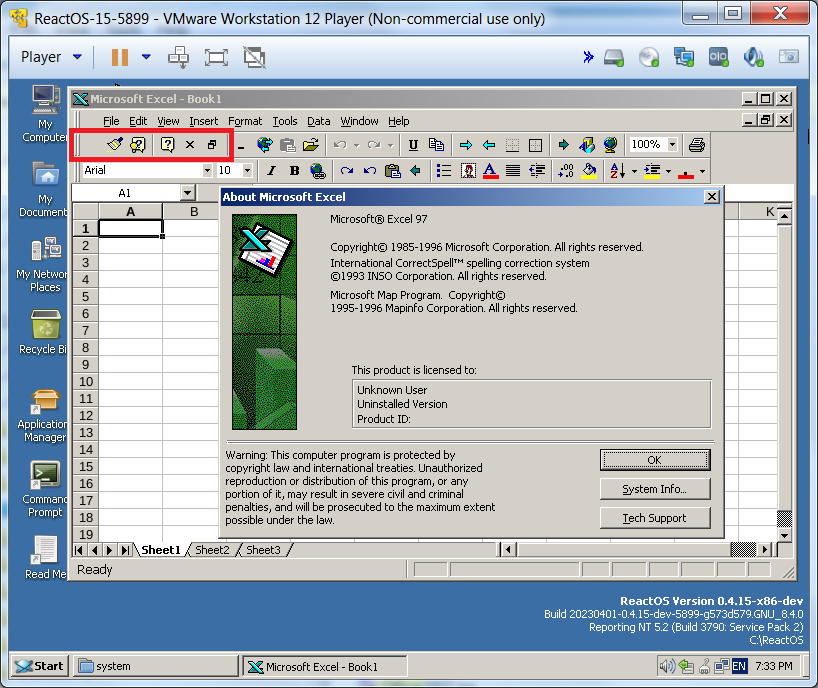 ReactOS-15-5899 - VMware Workstation 12 Player (Non-commercial use only)
Player
My Computer
My Document
My Networ Places
Recycle Bi
Application Manager
Command Prompt
Read Me
Microsoft Excel - Book1
File Edit View Insert Format Tools Data Window Help
U 100%
Arial 10 I B A
A1
A B K
1
2
3
4
5
6
7
8
9
10
11
12
13
14
15
16
17
18
19
About Microsoft Excel
Microsoft® Excel 97
Copyright© 1985-1996 Microsoft Corporation. All rights reserved.
International CorrectSpell™ spelling correction system
©1993 INSO Corporation. All rights reserved.
Microsoft Map Program. Copyright©
1995-1996 Mapinfo Corporation. All rights reserved.
This product is licensed to:
Unknown User
Uninstalled Version
Product ID:
Warning: This computer program is protected by
copyright law and international treaties. Unauthorized
reproduction or distribution of this program, or any
portion of it, may result in severe civil and criminal
penalties, and will be prosecuted to the maximum extent
possible under the law.
OK
System Info...
Tech Support
Sheet1 Sheet2 Sheet3
Ready
ReactOS Version 0.4.15-x86-dev
Build 20230401-0.4.15-dev-5899-g573d579.GNU_8.4.0
Reporting NT 5.2 (Build 3790: Service Pack 2)
C:\ReactOS
Start system Microsoft Excel - Book1 EN 7:33 PM